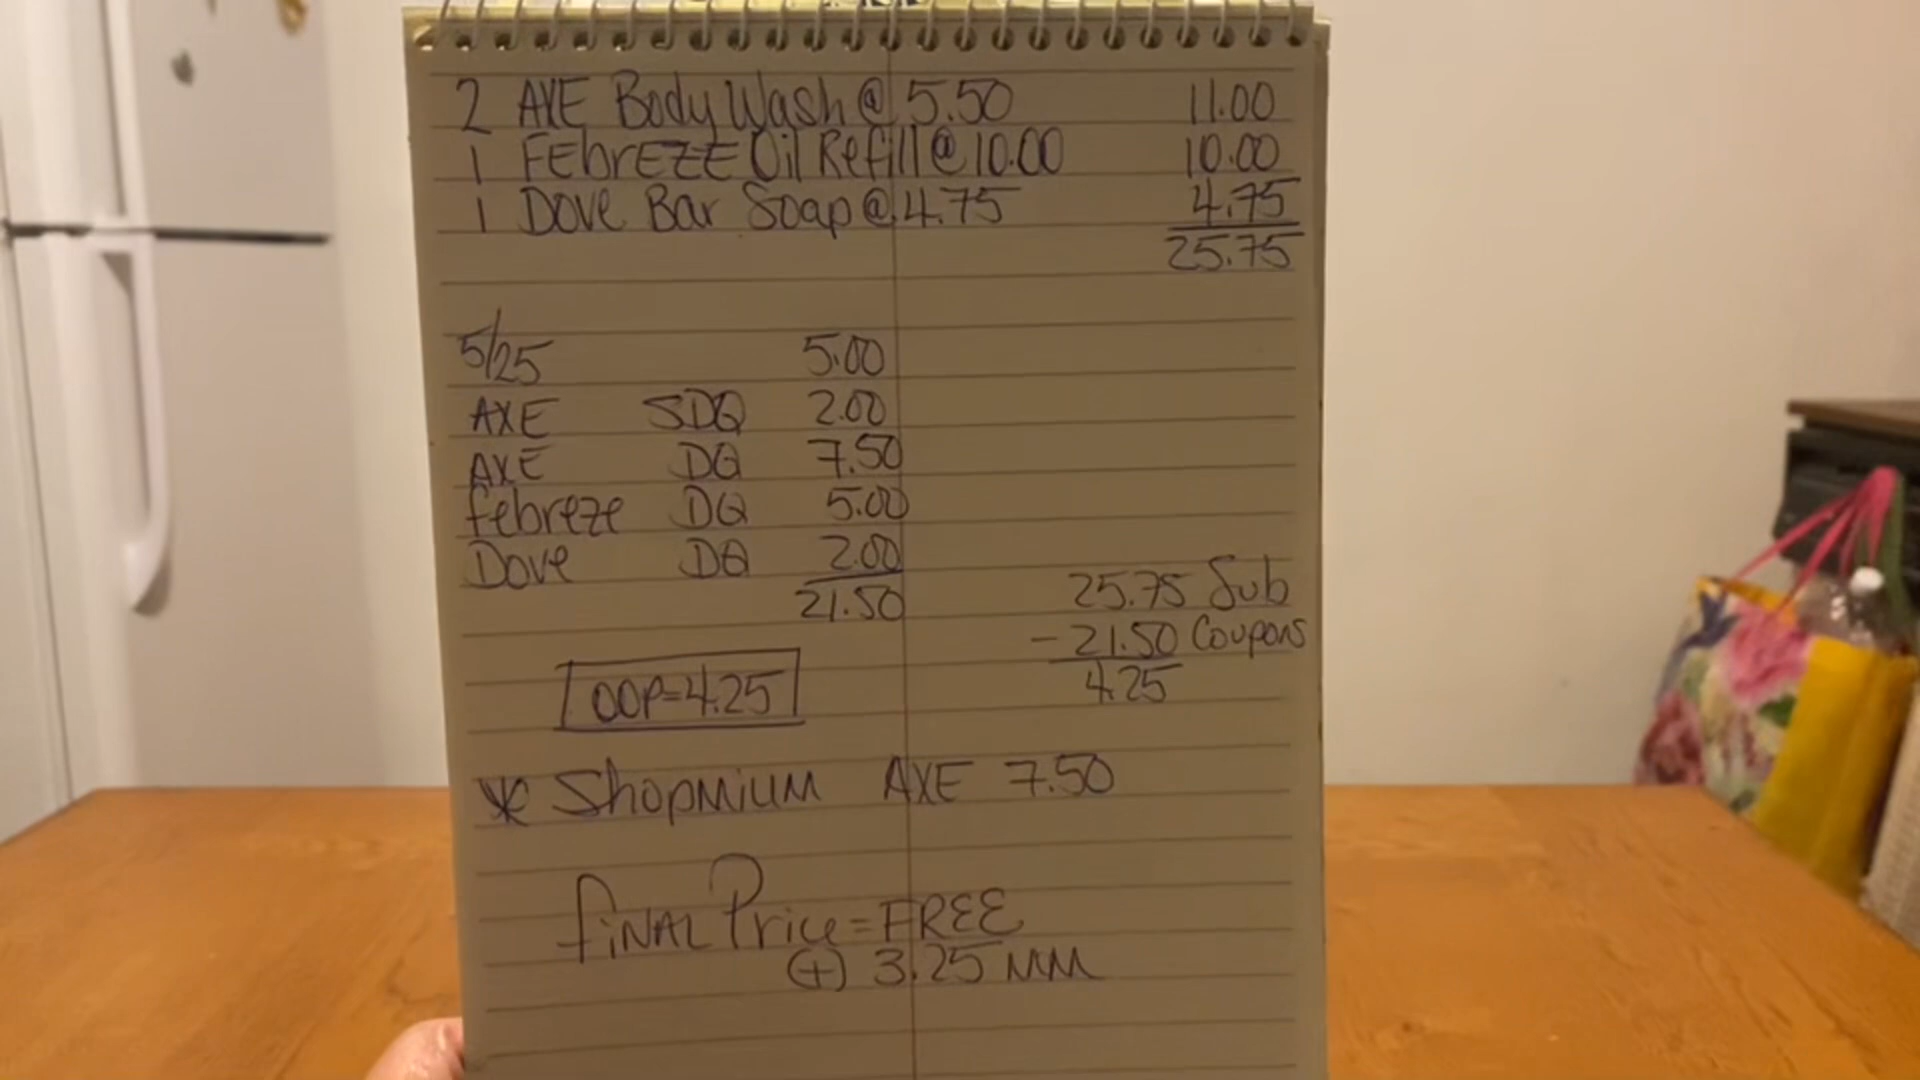 2 AXE Body Wash @ 5.50 11.00
1 FEbrEZE Oil Refill @ 10.00 10.00
1 Dove Bar Soap @ 4.75 4.75
25.75
5/25 5.00
AXE SDQ 2.00
AXE DQ 7.50
febreze DQ 5.00
Dove DQ 2.00
21.50
25.75 Sub
- 21.50 Coupons
4.25
OOP=4.25
* Shopmium AXE 7.50
fiNAL Price = FREE
(+) 3.25 MM